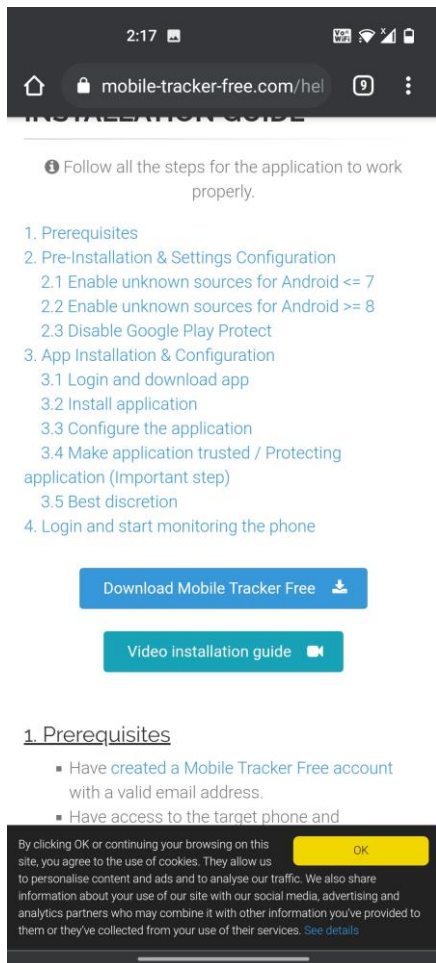 2:17
Vo+ WiFi
mobile-tracker-free.com/hel
9
INSTALLATION GUIDE
Follow all the steps for the application to work
properly.
1. Prerequisites
2. Pre-Installation & Settings Configuration
2.1 Enable unknown sources for Android <= 7
2.2 Enable unknown sources for Android >= 8
2.3 Disable Google Play Protect
3. App Installation & Configuration
3.1 Login and download app
3.2 Install application
3.3 Configure the application
3.4 Make application trusted / Protecting
application (Important step)
3.5 Best discretion
4. Login and start monitoring the phone
Download Mobile Tracker Free
Video installation guide
1. Prerequisites
▪ Have created a Mobile Tracker Free account
with a valid email address.
▪ Have access to the target phone and
By clicking OK or continuing your browsing on this
site, you agree to the use of cookies. They allow us
to personalise content and ads and to analyse our traffic. We also share
information about your use of our site with our social media, advertising and
analytics partners who may combine it with other information you've provided to
them or they've collected from your use of their services. See details
OK